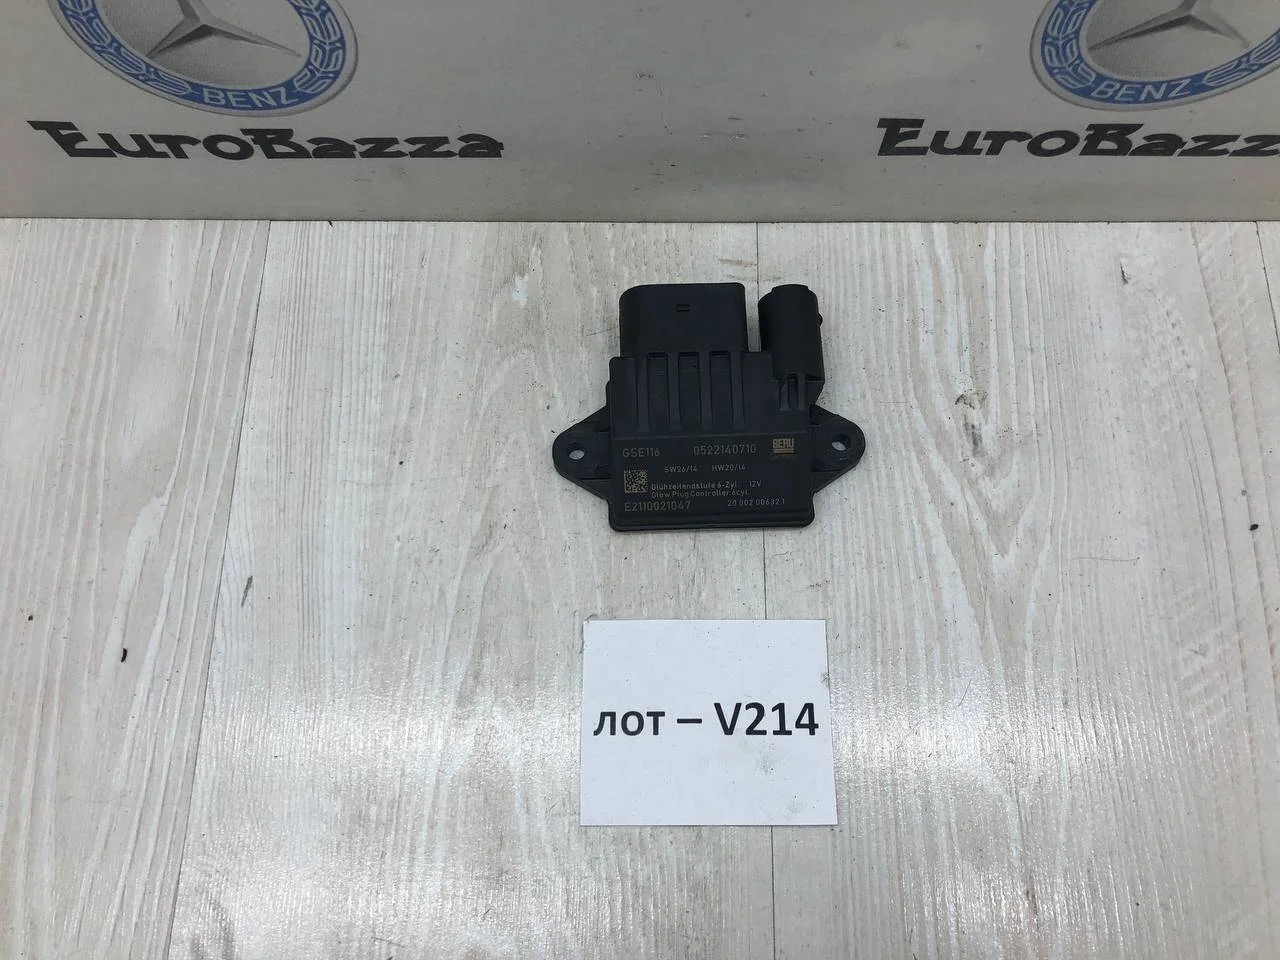 BENZ
BENZ
EuroBazza
EuroBazza
GSE116 0522140710 BERU
SW26/14 HW20/14
Glühzeitendstufe 6-Zyl. 12V
Glow Plug Controller 6cyl.
E2110021047 20 002 00632 1
лот – V214